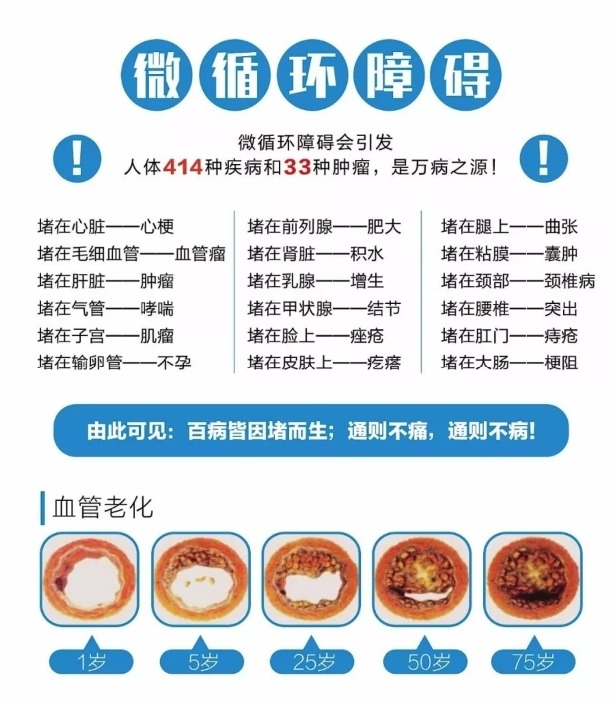 微循环障碍
微循环障碍会引发
人体414种疾病和33种肿瘤，是万病之源！
堵在心脏——心梗
堵在毛细血管——血管瘤
堵在肝脏——肿瘤
堵在气管——哮喘
堵在子宫——肌瘤
堵在输卵管——不孕
堵在前列腺——肥大
堵在肾脏——积水
堵在乳腺——增生
堵在甲状腺——结节
堵在脸上——痤疮
堵在皮肤上——疙瘩
堵在腿上——曲张
堵在粘膜——囊肿
堵在颈部——颈椎病
堵在腰椎——突出
堵在肛门——痔疮
堵在大肠——梗阻
由此可见：百病皆因堵而生；通则不痛，通则不病！
血管老化
1岁
5岁
25岁
50岁
75岁